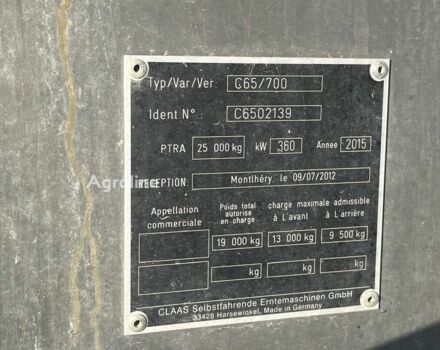 Typ/Var/Ver C65/700
Ident N° C6502139
PTRA 25 000 kg kW 360 Annee 2015
RECEPTION: Montlhéry, le 09/07/2012
Agroline
Appellation commerciale
Poids total autorise en charge
charge maximale admissible
à L'avant à L'arrière
19 000 kg 13 000 kg 9 500 kg
kg kg kg
CLAAS Selbstfahrende Erntemaschinen GmbH
33428 Harsewinkel, Made in Germany